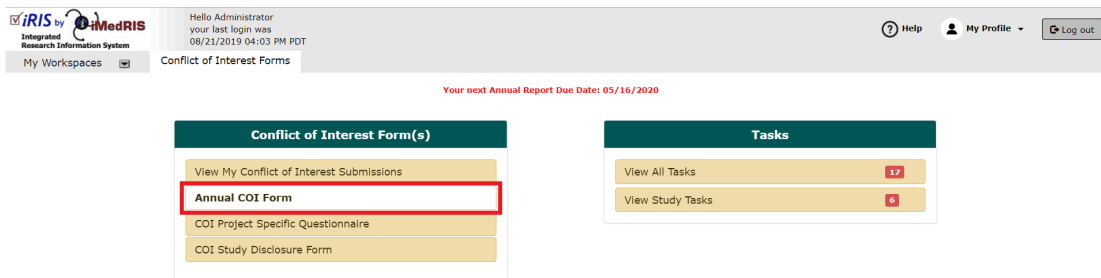 iRIS by iMedRIS
Integrated
Research Information System
Hello Administrator
your last login was
08/21/2019 04:03 PM PDT
? Help
My Profile
Log out
My Workspaces
Conflict of Interest Forms
Your next Annual Report Due Date: 05/16/2020
Conflict of Interest Form(s)
View My Conflict of Interest Submissions
Annual COI Form
COI Project Specific Questionnaire
COI Study Disclosure Form
Tasks
View All Tasks 17
View Study Tasks 6